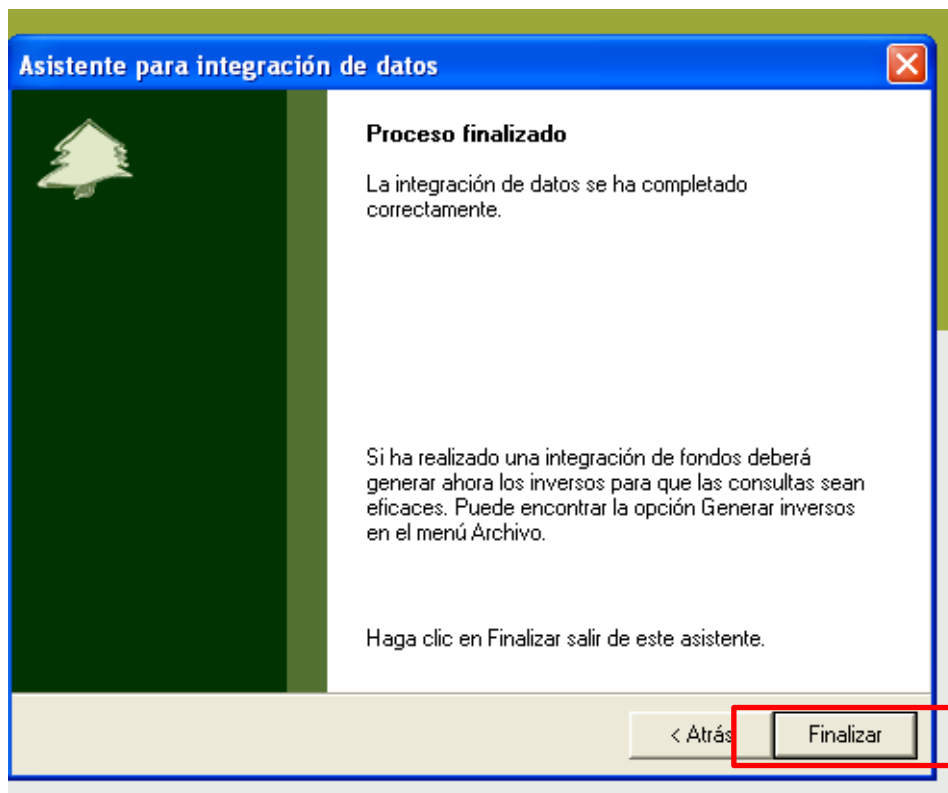 Asistente para integración de datos
Proceso finalizado
La integración de datos se ha completado
correctamente.
Si ha realizado una integración de fondos deberá
generar ahora los inversos para que las consultas sean
eficaces. Puede encontrar la opción Generar inversos
en el menú Archivo.
Haga clic en Finalizar salir de este asistente.
< Atrás
Finalizar